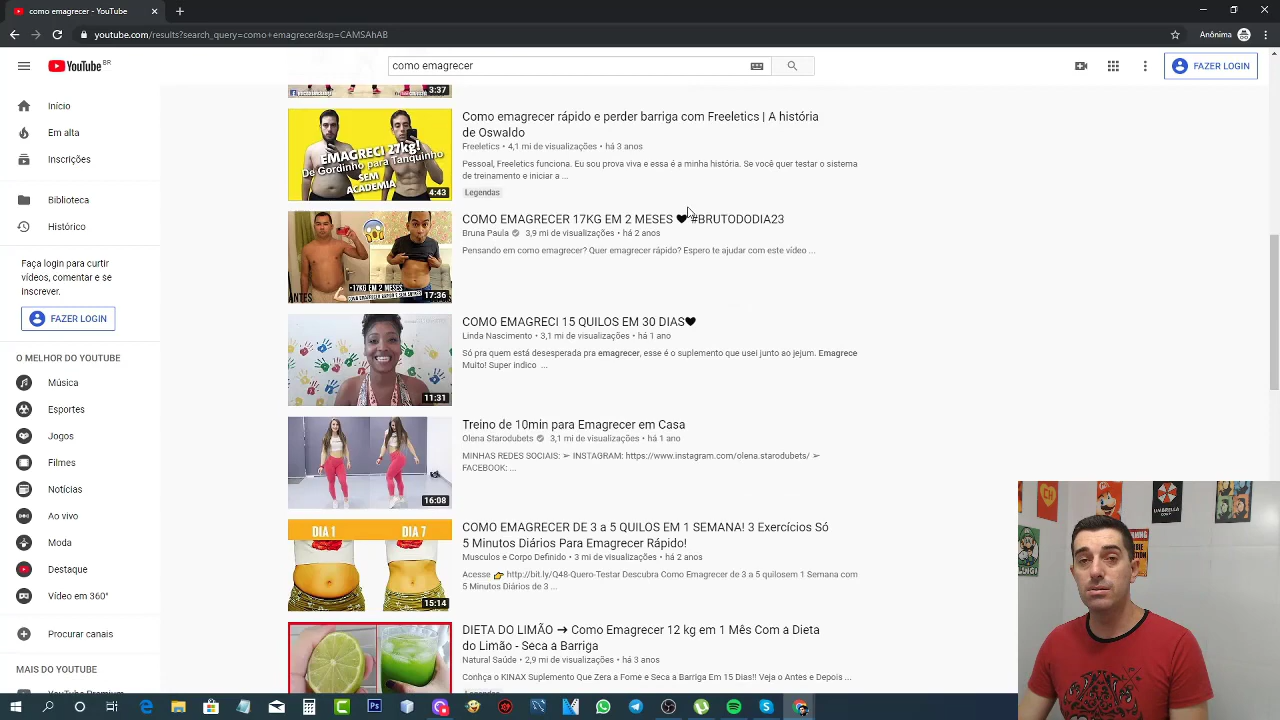 como emagrecer - YouTube
youtube.com/results?search_query=como+emagrecer&sp=CAMSAhAB
Anônima
YouTube BR
como emagrecer
FAZER LOGIN
Início
Em alta
Inscrições
Biblioteca
Histórico
Faça login para curtir
vídeos, comentar e se
inscrever.
FAZER LOGIN
O MELHOR DO YOUTUBE
Música
Esportes
Jogos
Filmes
Notícias
Ao vivo
Moda
Destaque
Vídeo em 360°
Procurar canais
MAIS DO YOUTUBE
YouTube Premium
3:37
EMAGRECI 27kg!
De Gordinho para Tanquinho
SEM
ACADEMIA
4:43
Como emagrecer rápido e perder barriga com Freeletics | A história
de Oswaldo
Freeletics • 4,1 mi de visualizações • há 3 anos
Pessoal, Freeletics funciona. Eu sou prova viva e essa é a minha história. Se você quer testar o sistema
de treinamento e iniciar a ...
Legendas
ANTES
-17KG EM 2 MESES
17:36
COMO EMAGRECER 17KG EM 2 MESES ♥ #BRUTODODIA23
Bruna Paula 3,9 mi de visualizações • há 2 anos
Pensando em como emagrecer? Quer emagrecer rápido? Espero te ajudar com este vídeo ...
11:31
COMO EMAGRECI 15 QUILOS EM 30 DIAS♥
Linda Nascimento • 3,1 mi de visualizações • há 1 ano
Só pra quem está desesperada pra emagrecer, esse é o suplemento que usei junto ao jejum. Emagrece
Muito! Super indico ...
16:08
Treino de 10min para Emagrecer em Casa
Olena Starodubets 3,1 mi de visualizações • há 1 ano
MINHAS REDES SOCIAIS: ➢ INSTAGRAM: https://www.instagram.com/olena.starodubets/ ➢
FACEBOOK: ...
DIA 1
DIA 7
15:14
COMO EMAGRECER DE 3 a 5 QUILOS EM 1 SEMANA! 3 Exercícios Só
5 Minutos Diários Para Emagrecer Rápido!
Musculos e Corpo Definido • 3 mi de visualizações • há 2 anos
Acesse 👉 http://bit.ly/Q48-Quero-Testar Descubra Como Emagrecer de 3 a 5 quilosem 1 Semana com
5 Minutos Diários de 3 ...
DIETA DO LIMÃO ➔ Como Emagrecer 12 kg em 1 Mês Com a Dieta
do Limão - Seca a Barriga
Natural Saúde • 2,9 mi de visualizações • há 3 anos
Conhça o KINAX Suplemento Que Zera a Fome e Seca a Barriga Em 15 Dias!! Veja o Antes e Depois ...
Legendas
UMBRELLA
Ps